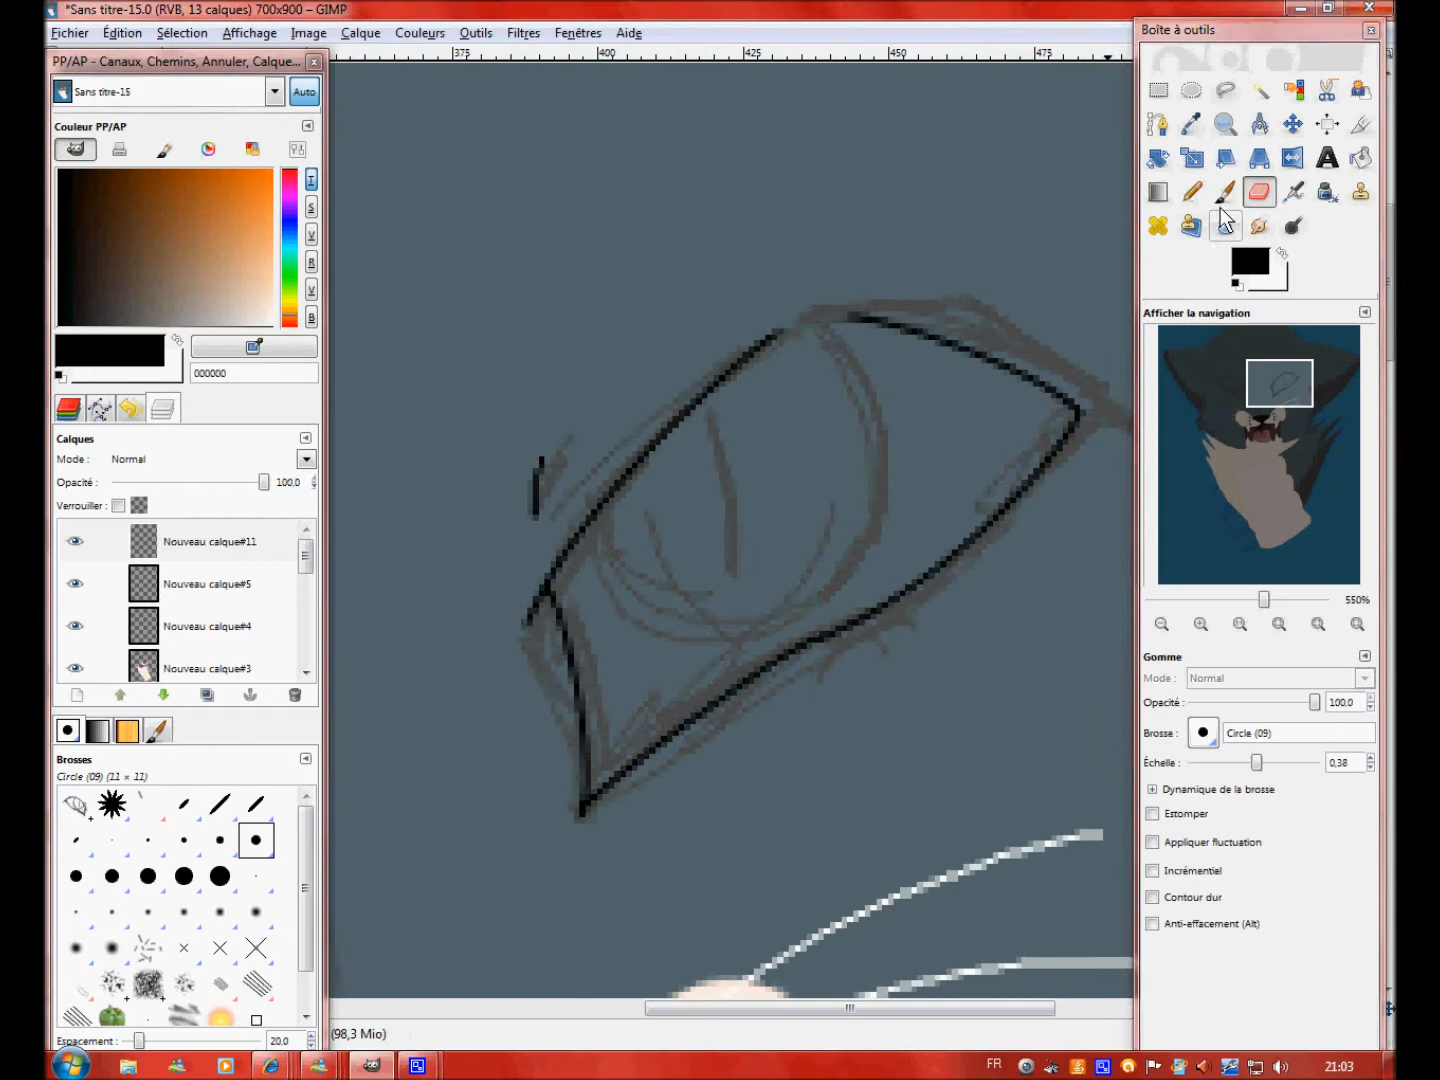 *Sans titre-15.0 (RVB, 13 calques) 700x900 – GIMP
Fichier Édition Sélection Affichage Image Calque Couleurs Outils Filtres Fenêtres Aide
PP/AP - Canaux, Chemins, Annuler, Calque...
Sans titre-15
Auto
Couleur PP/AP
T
S
V
R
V
B
000000
Calques
Mode : Normal
Opacité : 100,0
Verrouiller :
Nouveau calque#11
Nouveau calque#5
Nouveau calque#4
Nouveau calque#3
Brosses
Circle (09) (11 × 11)
Espacement : 20,0
375 400 425 450 475
(98,3 Mio)
Boîte à outils
Afficher la navigation
550%
Gomme
Mode : Normal
Opacité : 100,0
Brosse : Circle (09)
Échelle : 0,38
Dynamique de la brosse
Estomper
Appliquer fluctuation
Incrémentiel
Contour dur
Anti-effacement (Alt)
FR
21:03